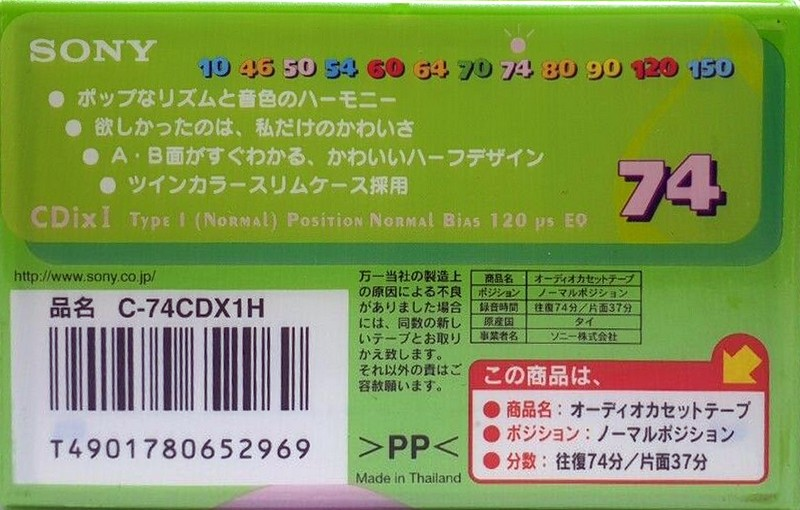 SONY
10 46 50 54 60 64 70 74 80 90 120 150
● ポップなリズムと音色のハーモニー
● 欲しかったのは、私だけのかわいさ
● A・B面がすぐわかる、かわいいハーフデザイン
● ツインカラースリムケース採用
74
CDixI TYPE I (NORMAL) POSITION NORMAL BIAS 120 µs EQ
http://www.sony.co.jp/
品名 C-74CDX1H
T4901780652969
万一当社の製造上
の原因による不良
がありました場合
には、同数の新し
いテープとお取り
かえ致します。
それ以外の責はご
容赦願います。
>PP<
Made in Thailand
商品名 オーディオカセットテープ
ポジション ノーマルポジション
録音時間 往復74分/片面37分
原産国 タイ
事業者名 ソニー株式会社
この商品は、
● 商品名：オーディオカセットテープ
● ポジション：ノーマルポジション
● 分数：往復74分/片面37分